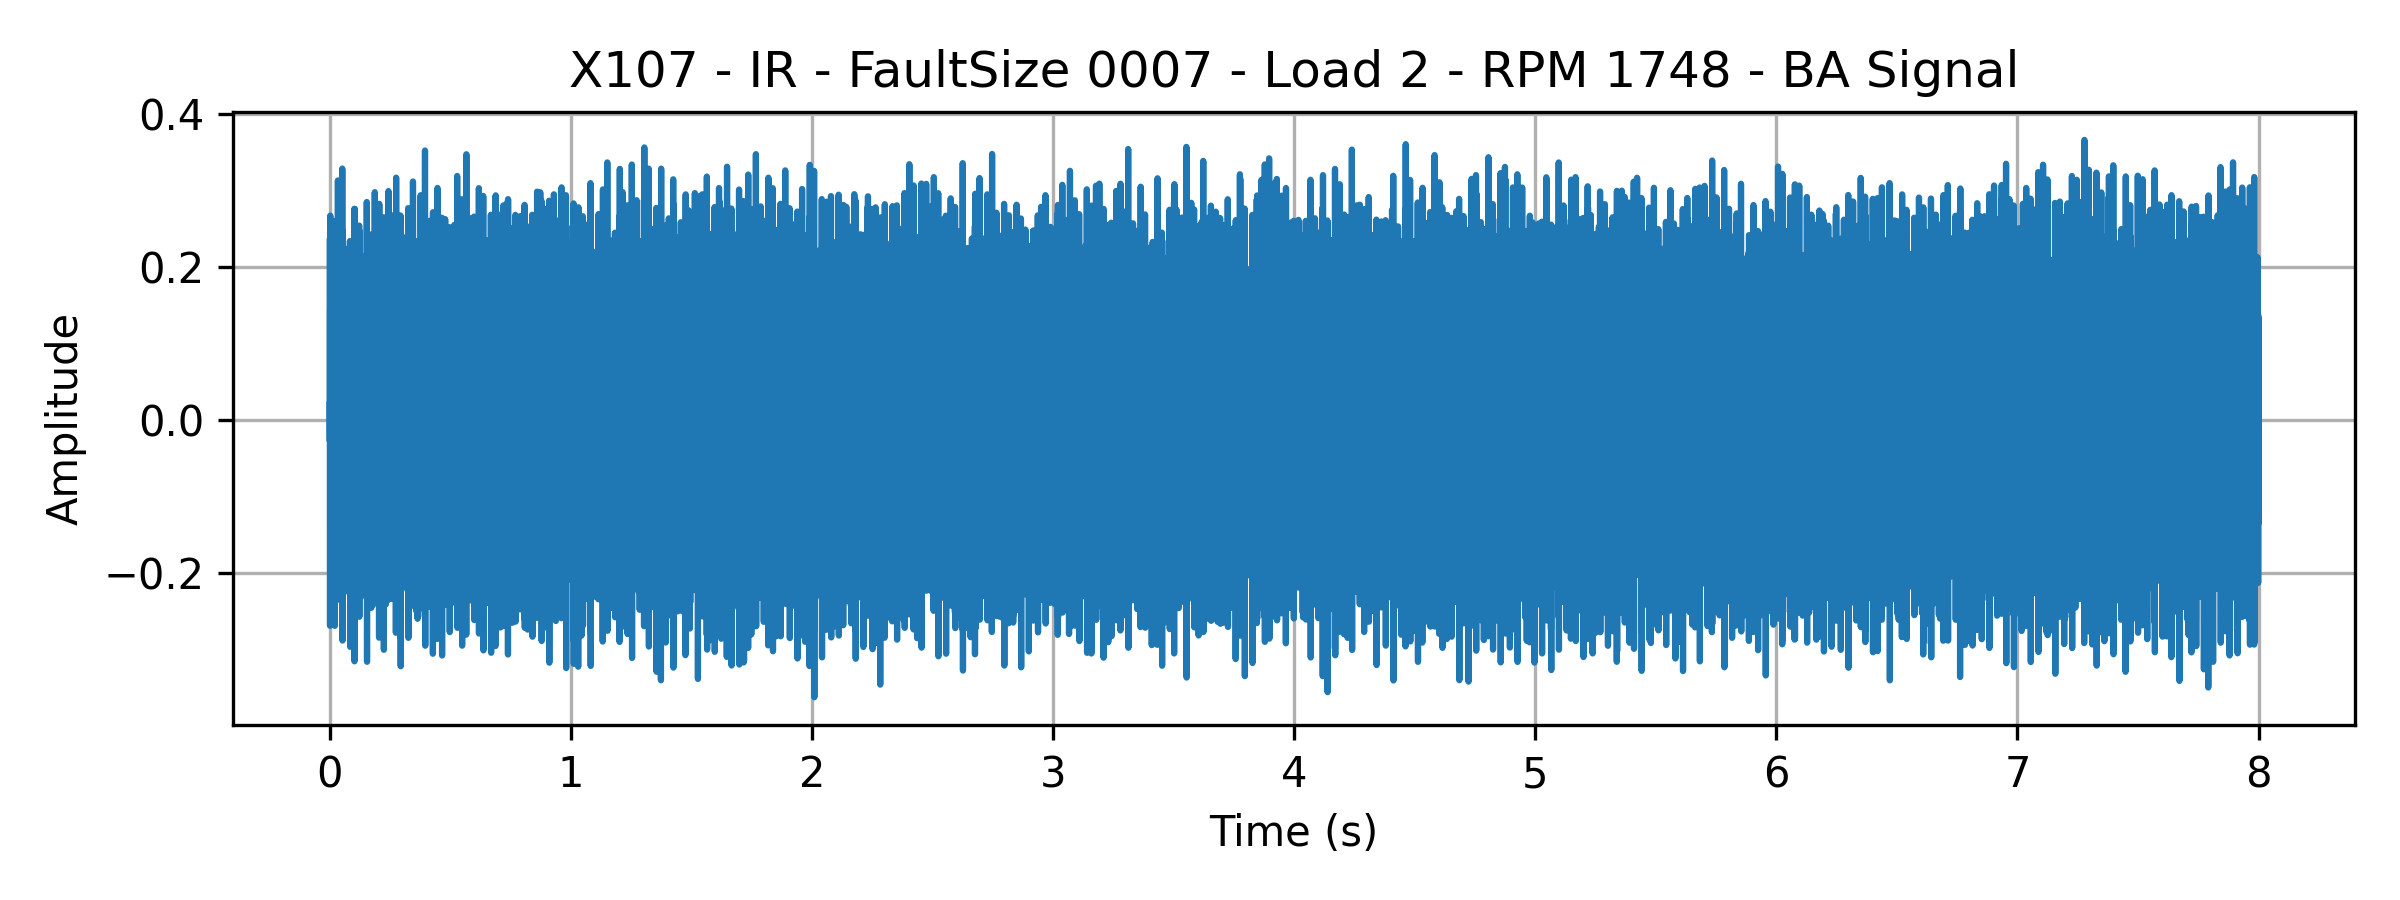 X107 - IR - FaultSize 0007 - Load 2 - RPM 1748 - BA Signal
0.4
0.2
0.0
−0.2
Amplitude
0 1 2 3 4 5 6 7 8
Time (s)